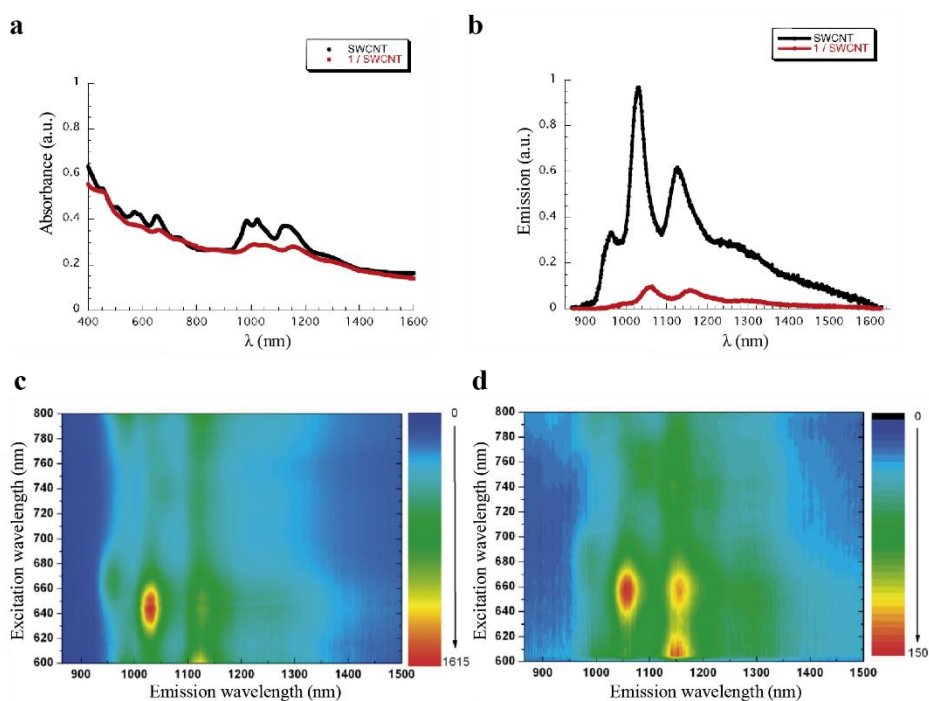 a
SWCNT
1 / SWCNT
1
0.8
0.6
0.4
0.2
0
Absorbance (a.u.)
400 600 800 1000 1200 1400 1600
λ (nm)
b
SWCNT
1 / SWCNT
1
0.8
0.6
0.4
0.2
0
Emission (a.u.)
900 1000 1100 1200 1300 1400 1500 1600
λ (nm)
c
800
780
760
740
720
700
680
660
640
620
600
Excitation wavelength (nm)
900 1000 1100 1200 1300 1400 1500
Emission wavelength (nm)
0
1615
d
800
780
760
740
720
700
680
660
640
620
600
Excitation wavelength (nm)
900 1000 1100 1200 1300 1400 1500
Emission wavelength (nm)
0
150